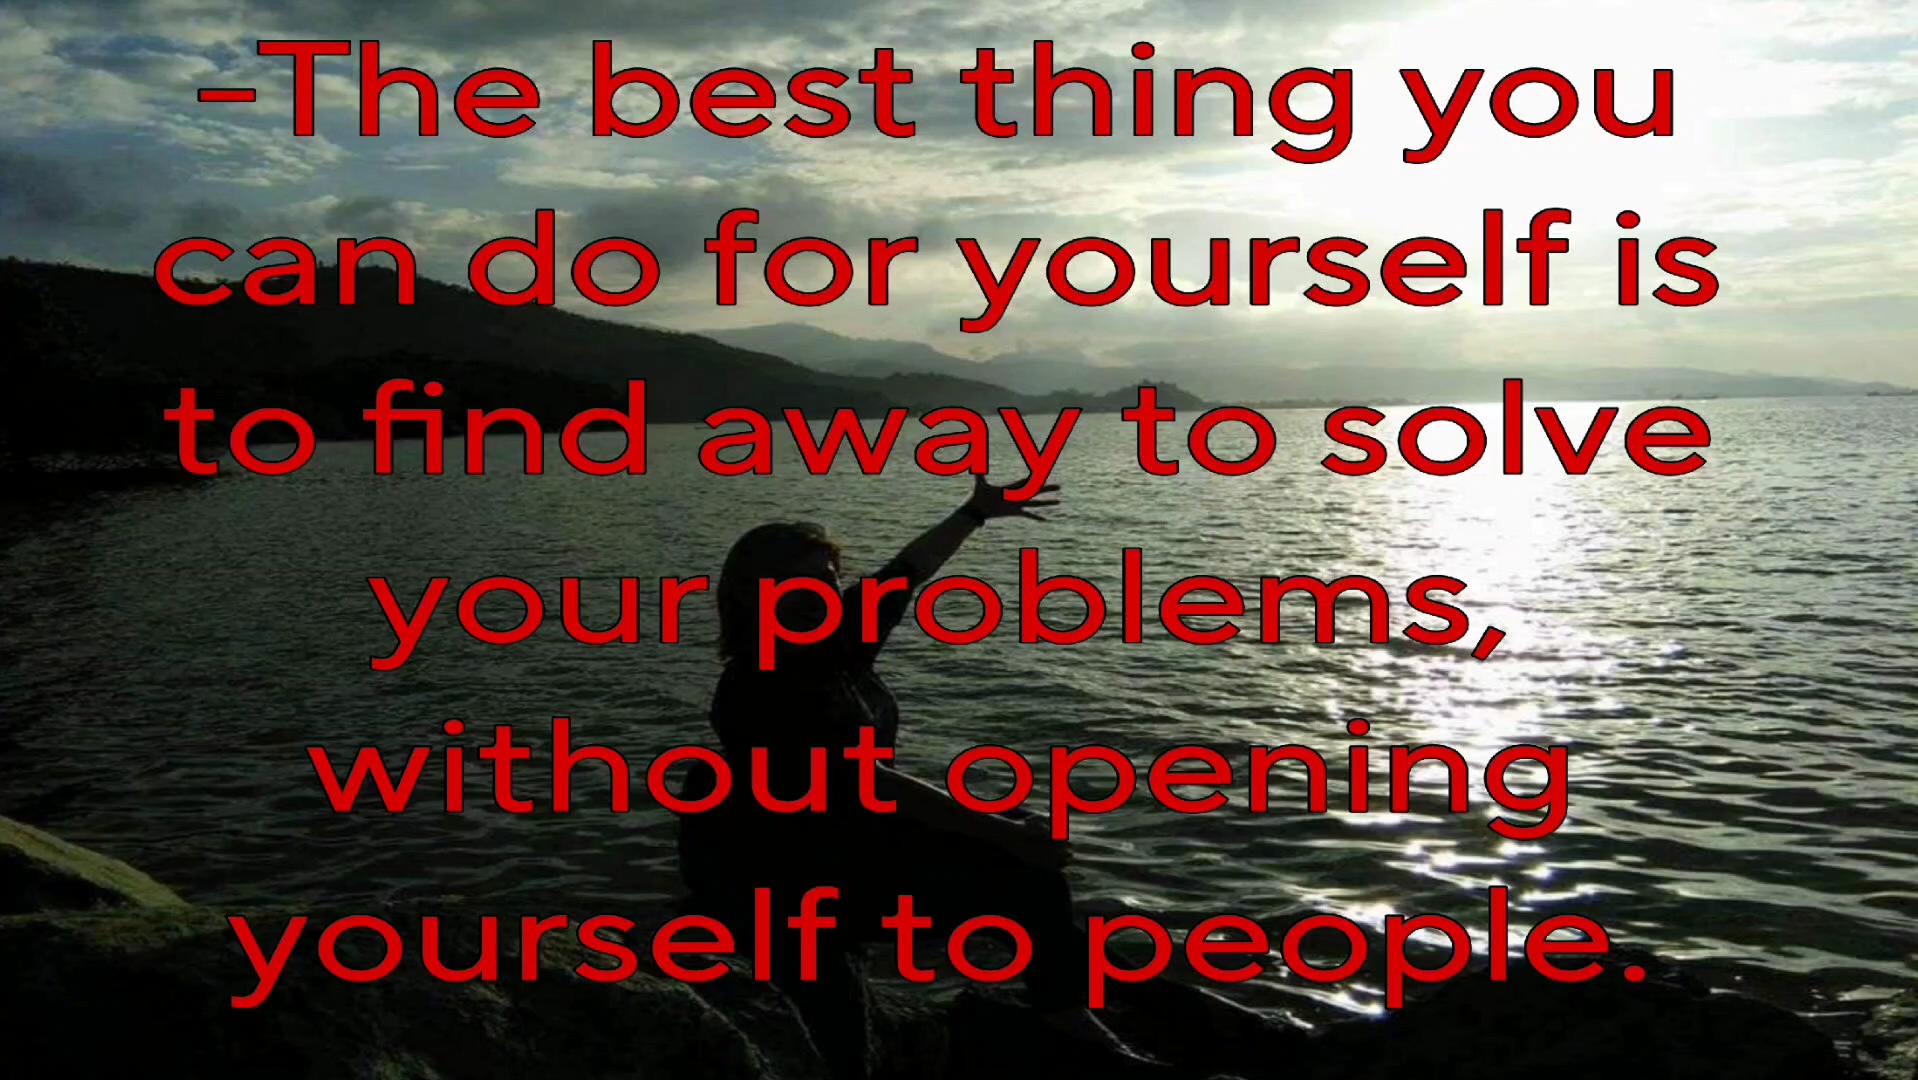 -The best thing you
can do for yourself is
to find away to solve
your problems,
without opening
yourself to people.